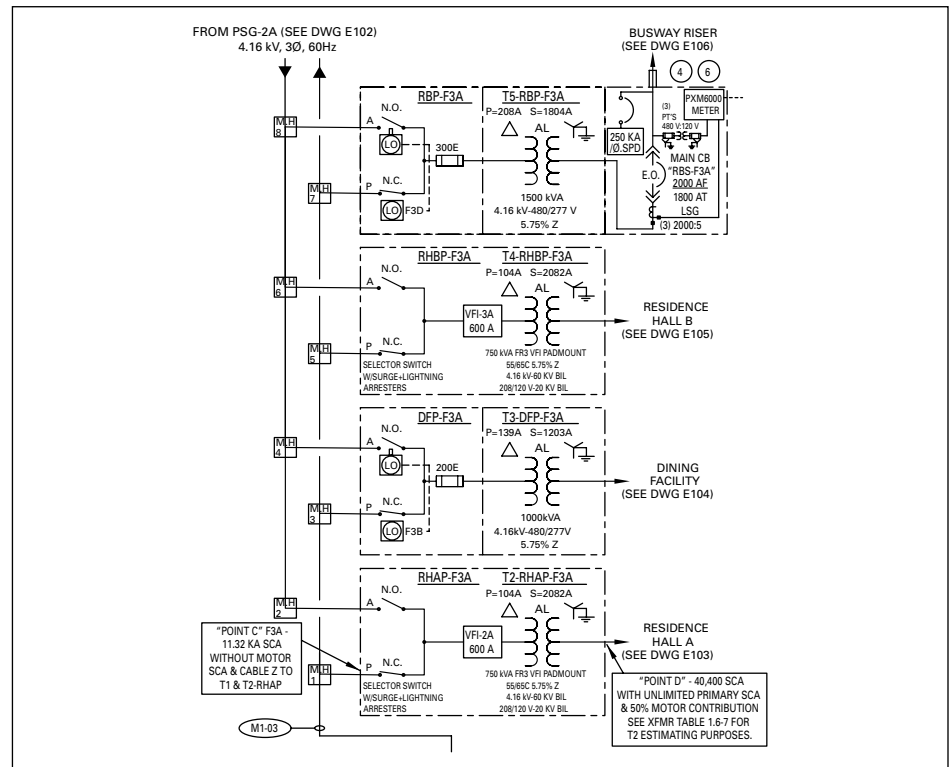 FROM PSG-2A (SEE DWG E102)
4.16 kV, 3Ø, 60Hz
BUSWAY RISER
(SEE DWG E106)
4
6
RBP-F3A
T5-RBP-F3A
P=208A S=1804A
N.O.
A
LO
300E
AL
N.C.
P
LO
F3D
1500 kVA
4.16 kV-480/277 V
5.75% Z
M.H
8
M.H
7
250 KA
/Ø.SPD
(3)
PT'S
480 V:120 V
PXM6000
METER
E.O.
MAIN CB
"RBS-F3A"
2000 AF
1800 AT
LSG
(3) 2000:5
RHBP-F3A
T4-RHBP-F3A
P=104A S=2082A
N.O.
A
AL
VFI-3A
600 A
N.C.
P
SELECTOR SWITCH
W/SURGE+LIGHTNING
ARRESTERS
750 kVA FR3 VFI PADMOUNT
55/65C 5.75% Z
4.16 kV-60 KV BIL
208/120 V-20 KV BIL
M.H
6
M.H
5
RESIDENCE
HALL B
(SEE DWG E105)
DFP-F3A
T3-DFP-F3A
P=139A S=1203A
N.O.
A
LO
200E
AL
N.C.
P
LO
F3B
1000kVA
4.16kV-480/277V
5.75% Z
M.H
4
M.H
3
DINING
FACILITY
(SEE DWG E104)
RHAP-F3A
T2-RHAP-F3A
P=104A S=2082A
N.O.
A
AL
VFI-2A
600 A
N.C.
P
SELECTOR SWITCH
W/SURGE+LIGHTNING
ARRESTERS
750 kVA FR3 VFI PADMOUNT
55/65C 5.75% Z
4.16 kV-60 KV BIL
208/120 V-20 KV BIL
M.H
2
M.H
1
RESIDENCE
HALL A
(SEE DWG E103)
"POINT C" F3A -
11.32 KA SCA
WITHOUT MOTOR
SCA & CABLE Z TO
T1 & T2-RHAP
"POINT D" - 40,400 SCA
WITH UNLIMITED PRIMARY SCA
& 50% MOTOR CONTRIBUTION
SEE XFMR TABLE 1.6-7 FOR
T2 ESTIMATING PURPOSES.
M1-03